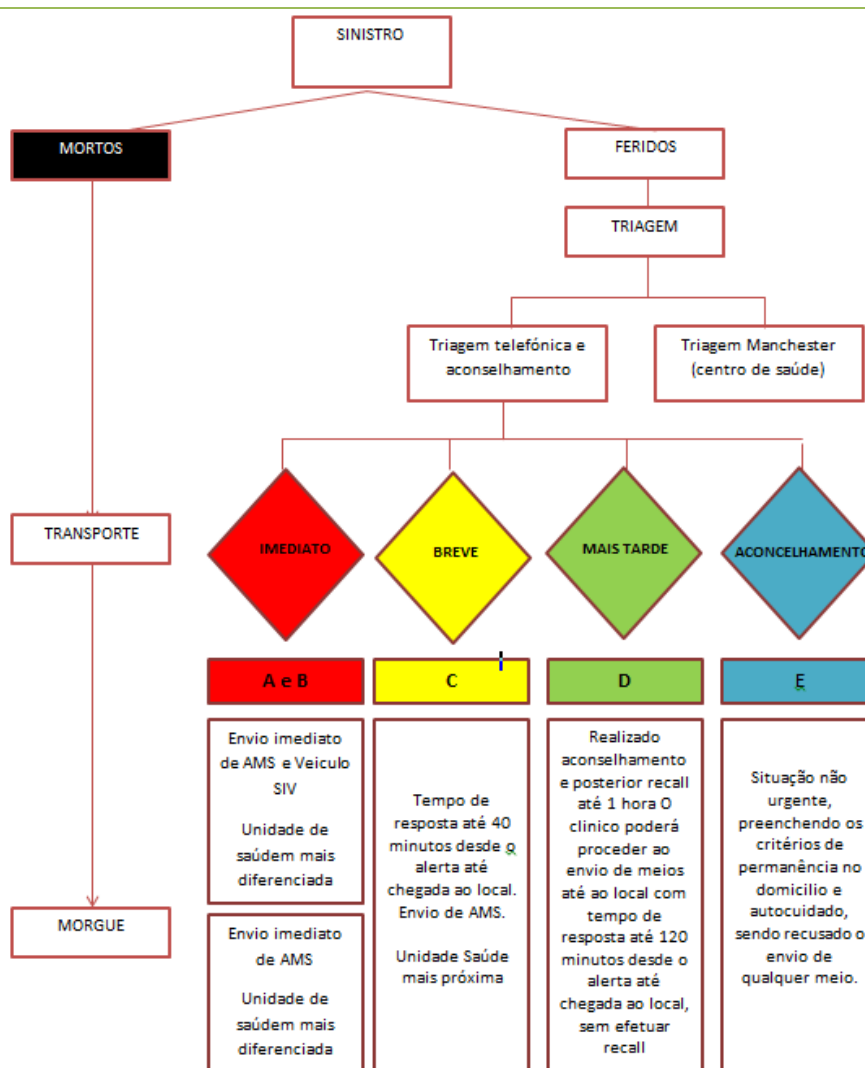 SINISTRO
MORTOS
FERIDOS
TRIAGEM
Triagem telefónica e
aconselhamento
Triagem Manchester
(centro de saúde)
TRANSPORTE
IMEDIATO
BREVE
MAIS TARDE
ACONCELHAMENTO
A e B
C
D
E
Envio imediato
de AMS e Veiculo
SIV
Unidade de
saúdem mais
diferenciada
Envio imediato
de AMS
Unidade de
saúdem mais
diferenciada
Tempo de
resposta até 40
minutos desde o
alerta até
chegada ao local.
Envio de AMS.
Unidade Saúde
mais próxima
Realizado
aconselhamento
e posterior recall
até 1 hora O
clinico poderá
proceder ao
envio de meios
até ao local com
tempo de
resposta até 120
minutos desde o
alerta até
chegada ao local,
sem efetuar
recall
Situação não
urgente,
preenchendo os
critérios de
permanência no
domicilio e
autocuidado,
sendo recusado o
envio de
qualquer meio.
MORGUE